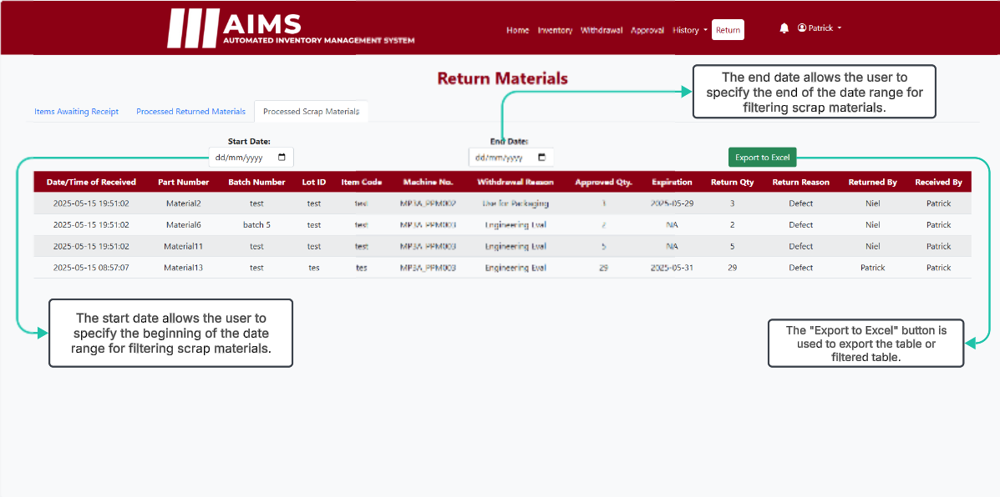 AIMS
AUTOMATED INVENTORY MANAGEMENT SYSTEM
Home Inventory Withdrawal Approval History Return Patrick
Return Materials
The end date allows the user to
specify the end of the date range for
filtering scrap materials.
Items Awaiting Receipt Processed Returned Materials Processed Scrap Materials
Start Date: End Date:
dd/mm/yyyy dd/mm/yyyy Export to Excel
Date/Time of Received Part Number Batch Number Lot ID Item Code Machine No. Withdrawal Reason Approved Qty. Expiration Return Qty Return Reason Returned By Received By
2025-05-15 19:51:02 Material2 test test test MP3A_PPM002 Use for Packaging 3 2025-05-29 3 Defect Niel Patrick
2025-05-15 19:51:02 Material6 batch 5 test test MP3A_PPM003 Engineering Eval 2 NA 2 Defect Niel Patrick
2025-05-15 19:51:02 Material11 test test test MP3A_PPM003 Engineering Eval 5 NA 5 Defect Niel Patrick
2025-05-15 08:57:07 Material13 test tes tes MP3A_PPM003 Engineering Eval 29 2025-05-31 29 Defect Patrick Patrick
The start date allows the user to
specify the beginning of the date
range for filtering scrap materials.
The "Export to Excel" button is
used to export the table or
filtered table.